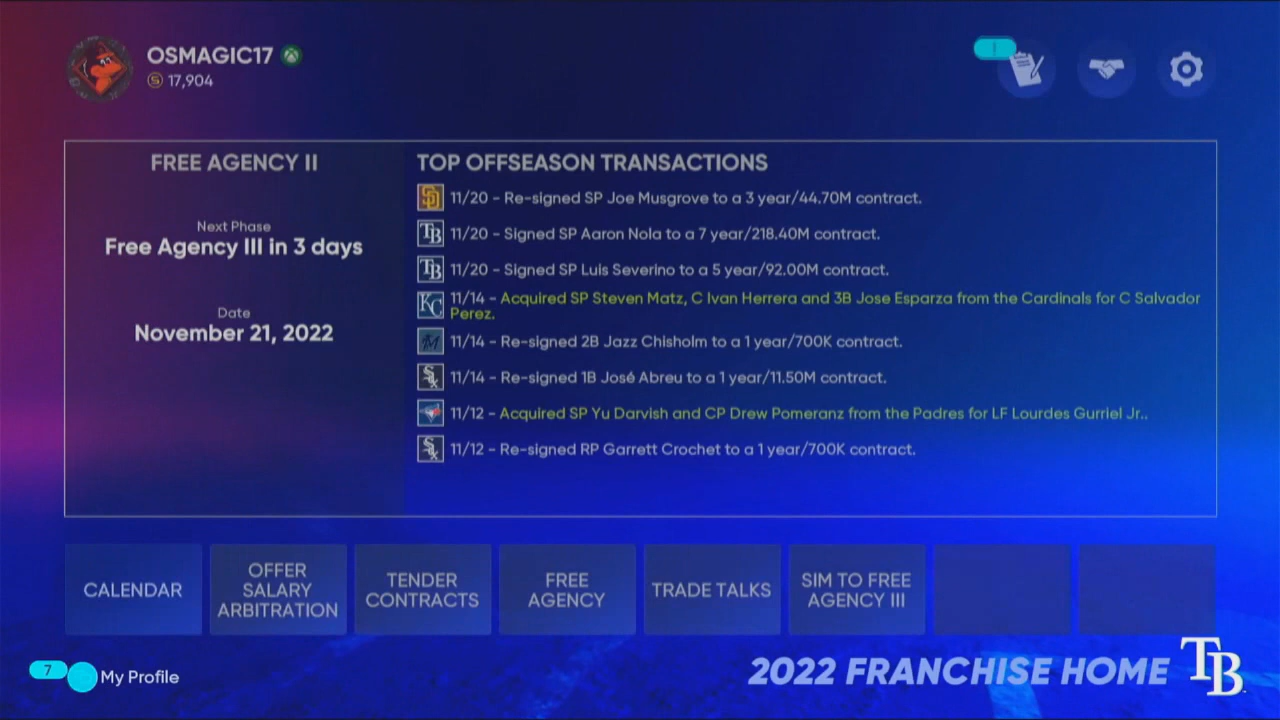 OSMAGIC17
S 17,904
!
FREE AGENCY II
Next Phase
Free Agency III in 3 days
Date
November 21, 2022
TOP OFFSEASON TRANSACTIONS
SD 11/20 - Re-signed SP Joe Musgrove to a 3 year/44.70M contract.
TB 11/20 - Signed SP Aaron Nola to a 7 year/218.40M contract.
TB 11/20 - Signed SP Luis Severino to a 5 year/92.00M contract.
KC 11/14 - Acquired SP Steven Matz, C Ivan Herrera and 3B Jose Esparza from the Cardinals for C Salvador
Perez.
M 11/14 - Re-signed 2B Jazz Chisholm to a 1 year/700K contract.
Sox 11/14 - Re-signed 1B José Abreu to a 1 year/11.50M contract.
11/12 - Acquired SP Yu Darvish and CP Drew Pomeranz from the Padres for LF Lourdes Gurriel Jr..
Sox 11/12 - Re-signed RP Garrett Crochet to a 1 year/700K contract.
CALENDAR
OFFER
SALARY
ARBITRATION
TENDER
CONTRACTS
FREE
AGENCY
TRADE TALKS
SIM TO FREE
AGENCY III
7 My Profile
2022 FRANCHISE HOME TB